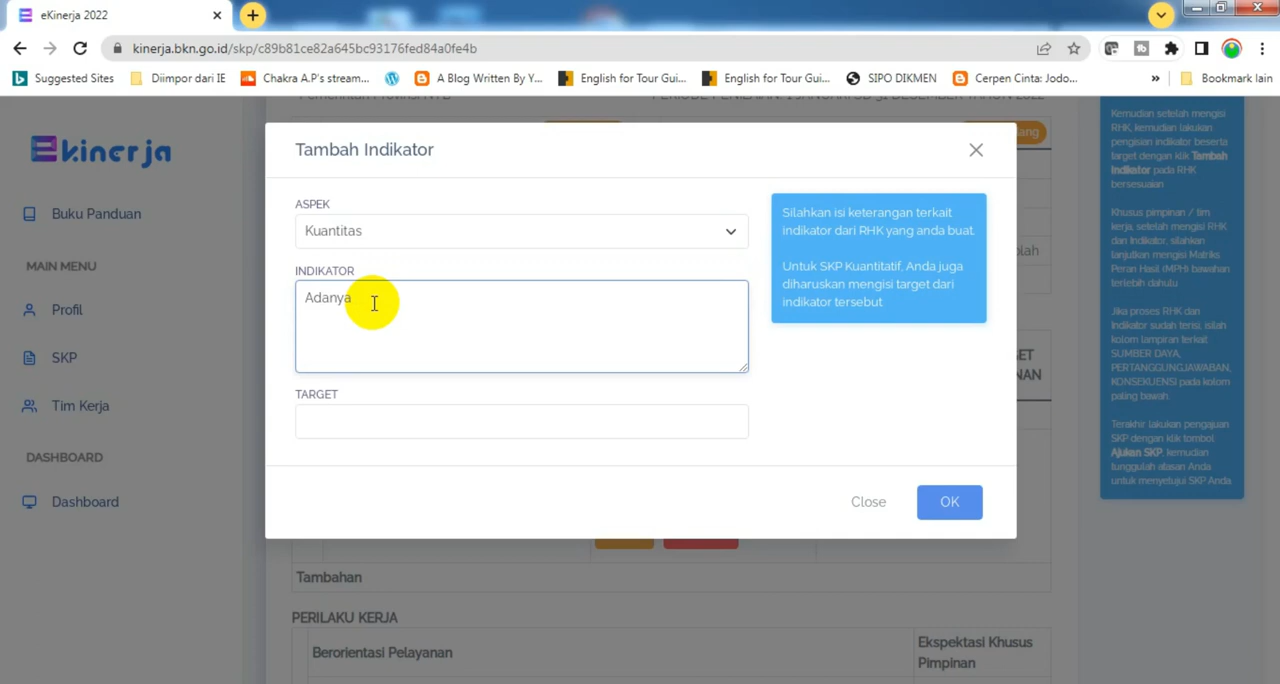 eKinerja 2022
kinerja.bkn.go.id/skp/c89b81ce82a645bc93176fed84a0fe4b
Suggested Sites
Diimpor dari IE
Chakra A.P's stream...
A Blog Written By Y...
English for Tour Gui...
English for Tour Gui...
SIPO DIKMEN
Cerpen Cinta: Jodo...
»
Bookmark lain
Ekinerja
Buku Panduan
MAIN MENU
Profil
SKP
Tim Kerja
DASHBOARD
Dashboard
Tambah Indikator
ASPEK
Kuantitas
INDIKATOR
Adanya
TARGET
Silahkan isi keterangan terkait
indikator dari RHK yang anda buat.
Untuk SKP Kuantitatif, Anda juga
diharuskan mengisi target dari
indikator tersebut
Close
OK
Tambahan
PERILAKU KERJA
Berorientasi Pelayanan
Ekspektasi Khusus
Pimpinan
Kemudian setelah mengisi
RHK, kemudian lakukan
pengisian indikator beserta
target dengan klik Tambah
Indikator pada RHK
bersesuaian
Khusus pimpinan / tim
kerja, setelah mengisi RHK
dan Indikator, silahkan
lanjutkan mengisi Matriks
Peran Hasil (MPH) bawahan
terlebih dahulu
Jika proses RHK dan
Indikator sudah terisi, isilah
kolom lampiran terkait
SUMBER DAYA,
PERTANGGUNGJAWABAN,
KONSEKUENSI pada kolom
paling bawah.
Terakhir lakukan pengajuan
SKP dengan klik tombol
Ajukan SKP, kemudian
tunggulah atasan Anda
untuk menyetujui SKP Anda